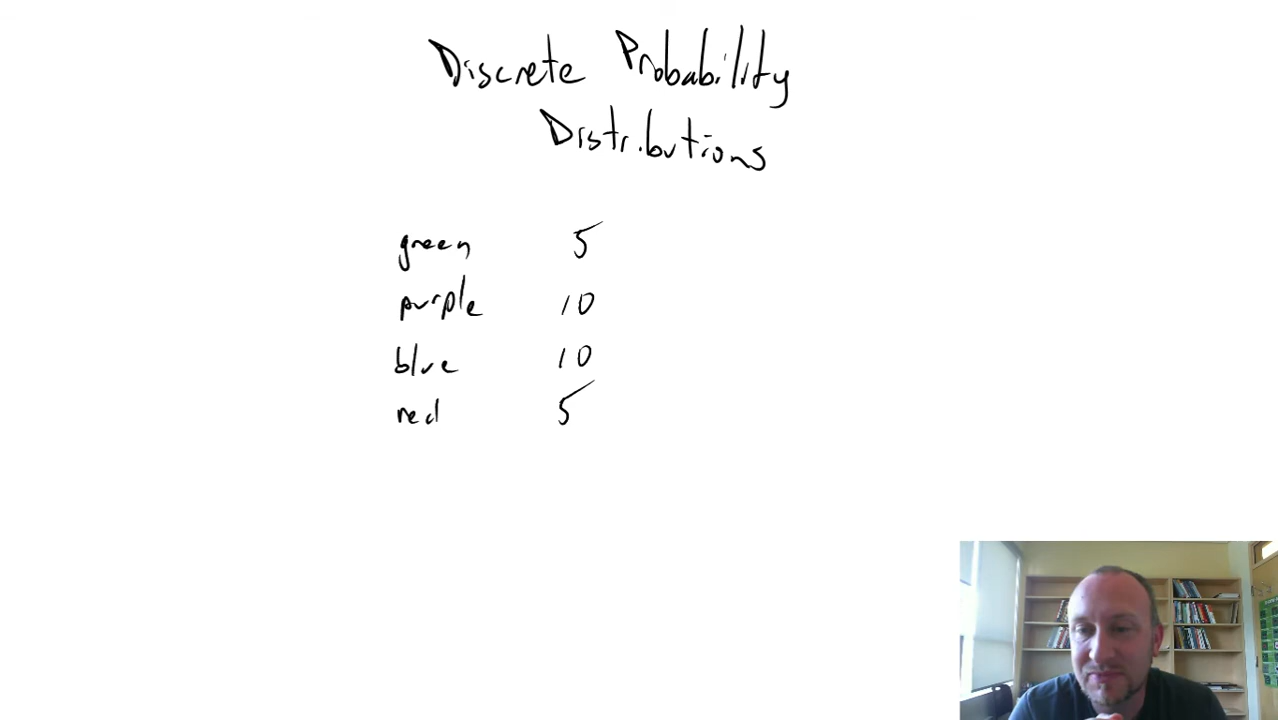 Discrete Probability
Distributions
green 5
purple 10
blue 10
red 5